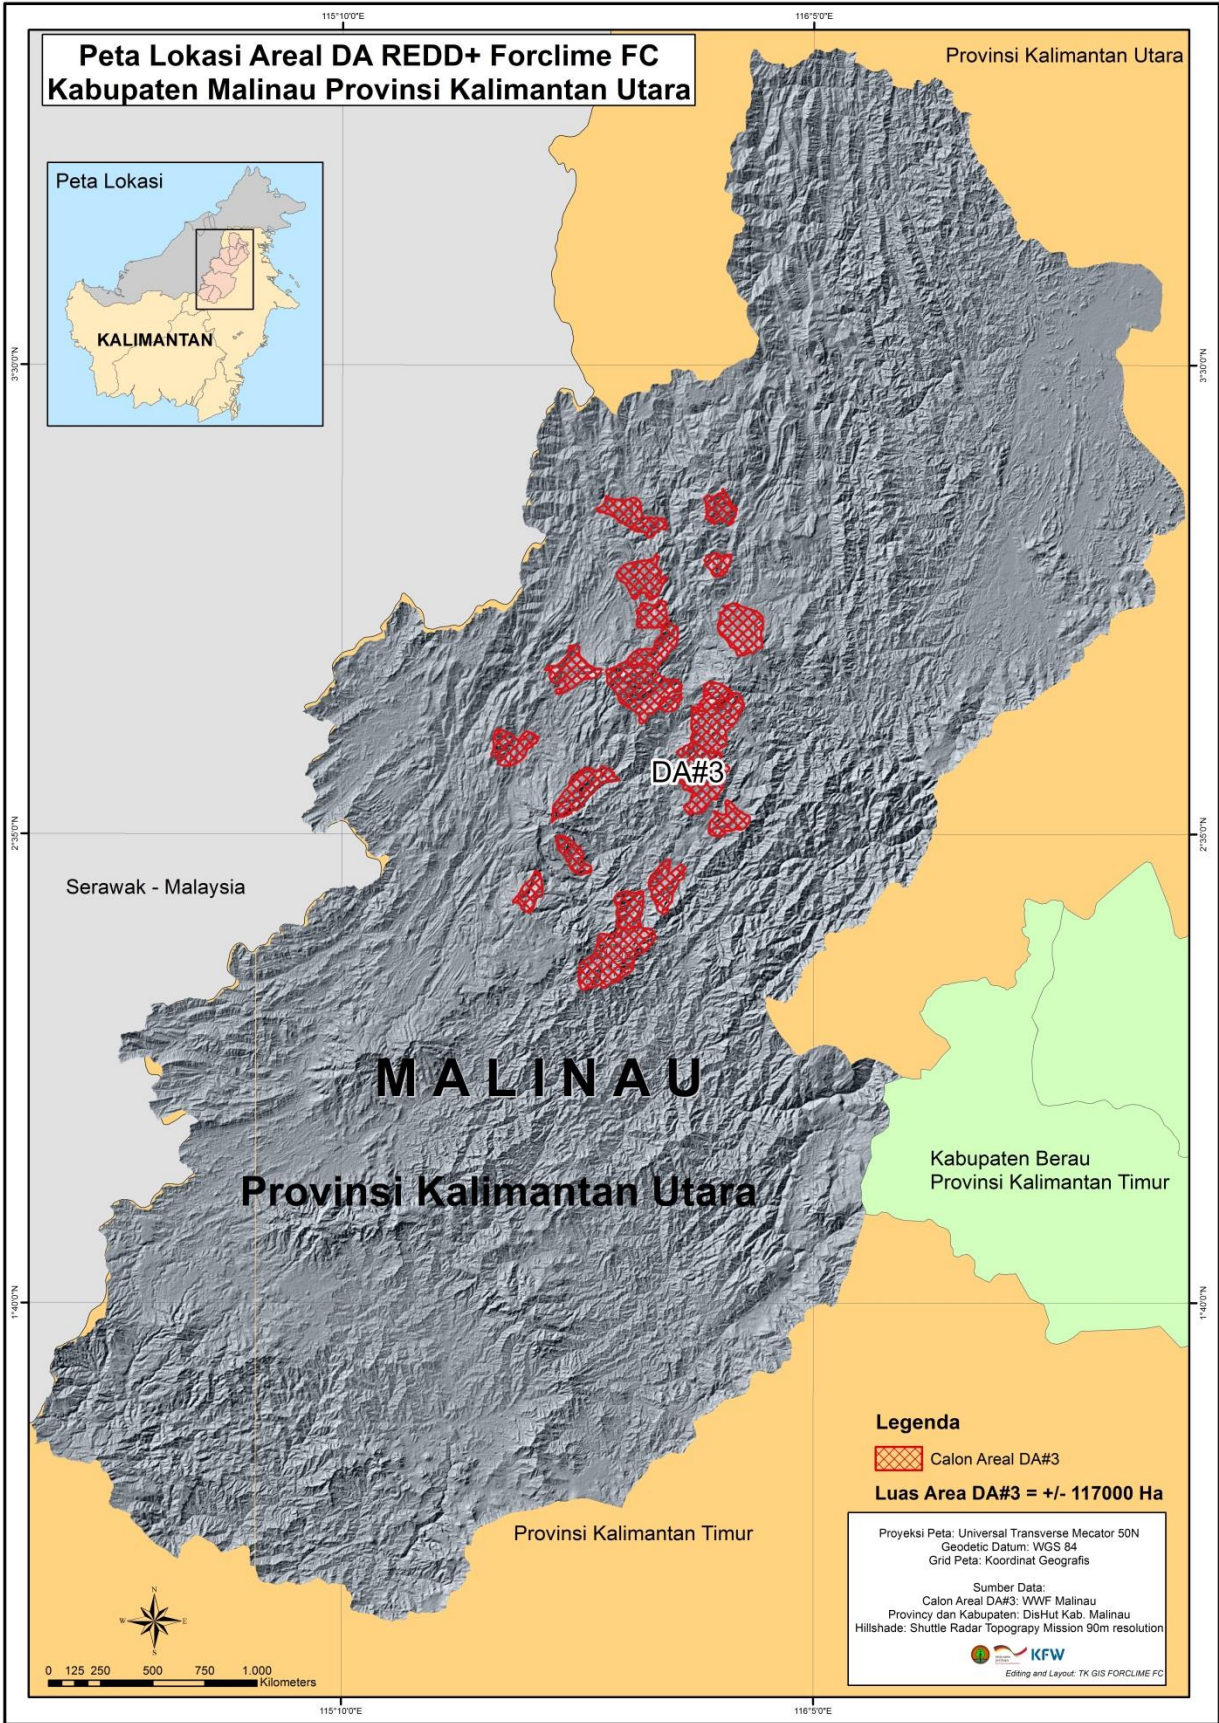 115°10'0"E
116°5'0"E
Peta Lokasi Areal DA REDD+ Forclime FC
Kabupaten Malinau Provinsi Kalimantan Utara
Provinsi Kalimantan Utara
Peta Lokasi
KALIMANTAN
3°30'0"N
3°30'0"N
DA#3
2°35'0"N
2°35'0"N
Serawak - Malaysia
MALINAU
Kabupaten Berau
Provinsi Kalimantan Timur
Provinsi Kalimantan Utara
1°40'0"N
1°40'0"N
Legenda
Calon Areal DA#3
Luas Area DA#3 = +/- 117000 Ha
Provinsi Kalimantan Timur
Proyeksi Peta: Universal Transverse Mecator 50N
Geodetic Datum: WGS 84
Grid Peta: Koordinat Geografis
Sumber Data:
Calon Areal DA#3: WWF Malinau
Provincy dan Kabupaten: DisHut Kab. Malinau
Hillshade: Shuttle Radar Topograpy Mission 90m resolution
KFW
Editing and Layout: TK GIS FORCLIME FC
N
W E
S
0 125 250 500 750 1.000
Kilometers
115°10'0"E
116°5'0"E